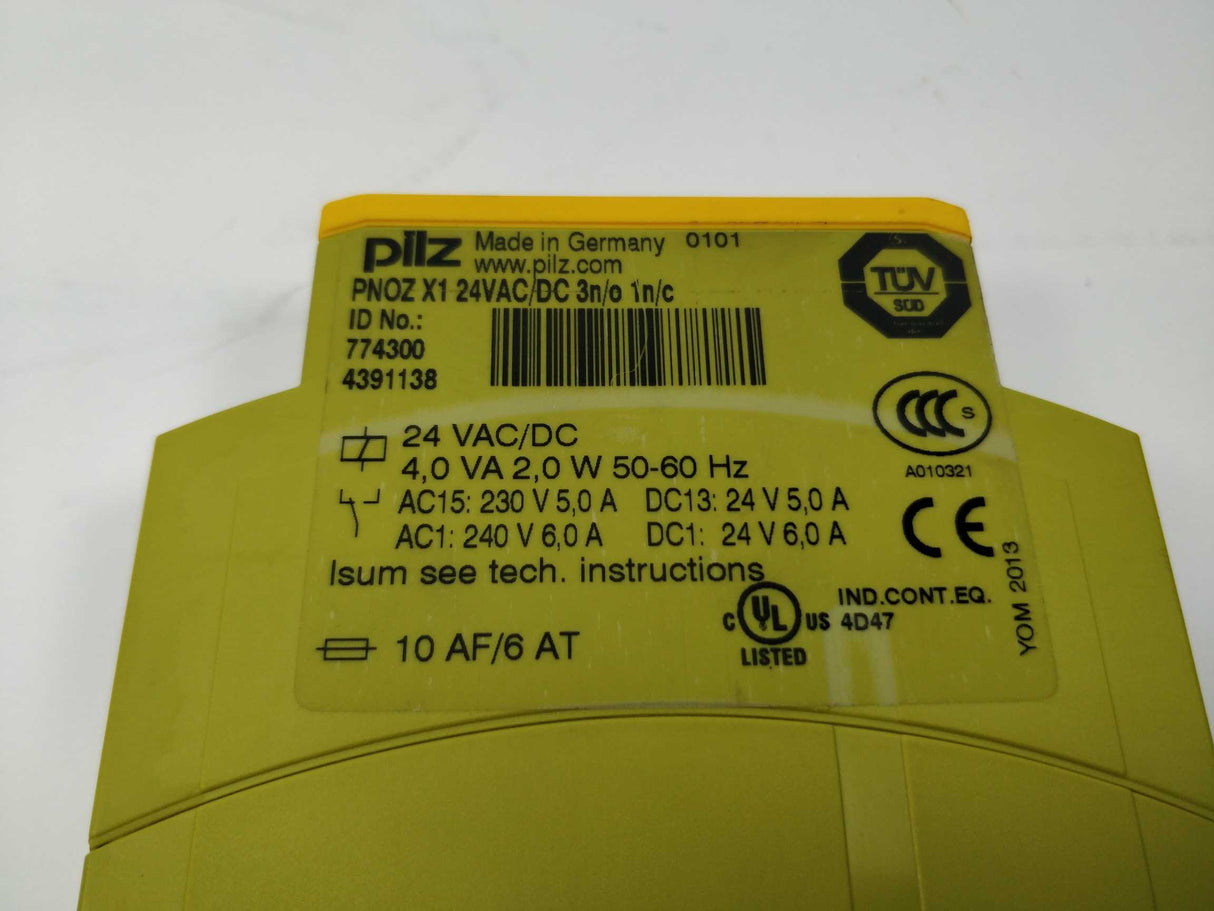 pilz Made in Germany 0101
www.pilz.com
PNOZ X1 24VAC/DC 3n/o 1n/c
ID No.:
774300
4391138
TÜV
SÜD
CCC S
A010321
24 VAC/DC
4,0 VA 2,0 W 50-60 Hz
AC15: 230 V 5,0 A DC13: 24 V 5,0 A
AC1: 240 V 6,0 A DC1: 24 V 6,0 A
CE
Isum see tech. instructions
YOM 2013
C UL US IND.CONT.EQ.
4D47
LISTED
10 AF/6 AT